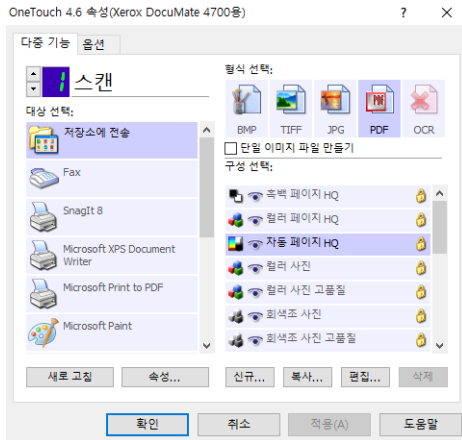 OneTouch 4.6 속성(Xerox DocuMate 4700용)
다중 기능 옵션
1 스캔
대상 선택:
저장소에 전송
Fax
SnagIt 8
Microsoft XPS Document
Writer
Microsoft Print to PDF
Microsoft Paint
새로 고침 속성...
형식 선택:
BMP TIFF JPG PDF OCR
단일 이미지 파일 만들기
구성 선택:
흑백 페이지 HQ
컬러 페이지 HQ
자동 페이지 HQ
컬러 사진
컬러 사진 고품질
회색조 사진
회색조 사진 고품질
신규... 복사... 편집... 삭제
확인 취소 적용(A) 도움말